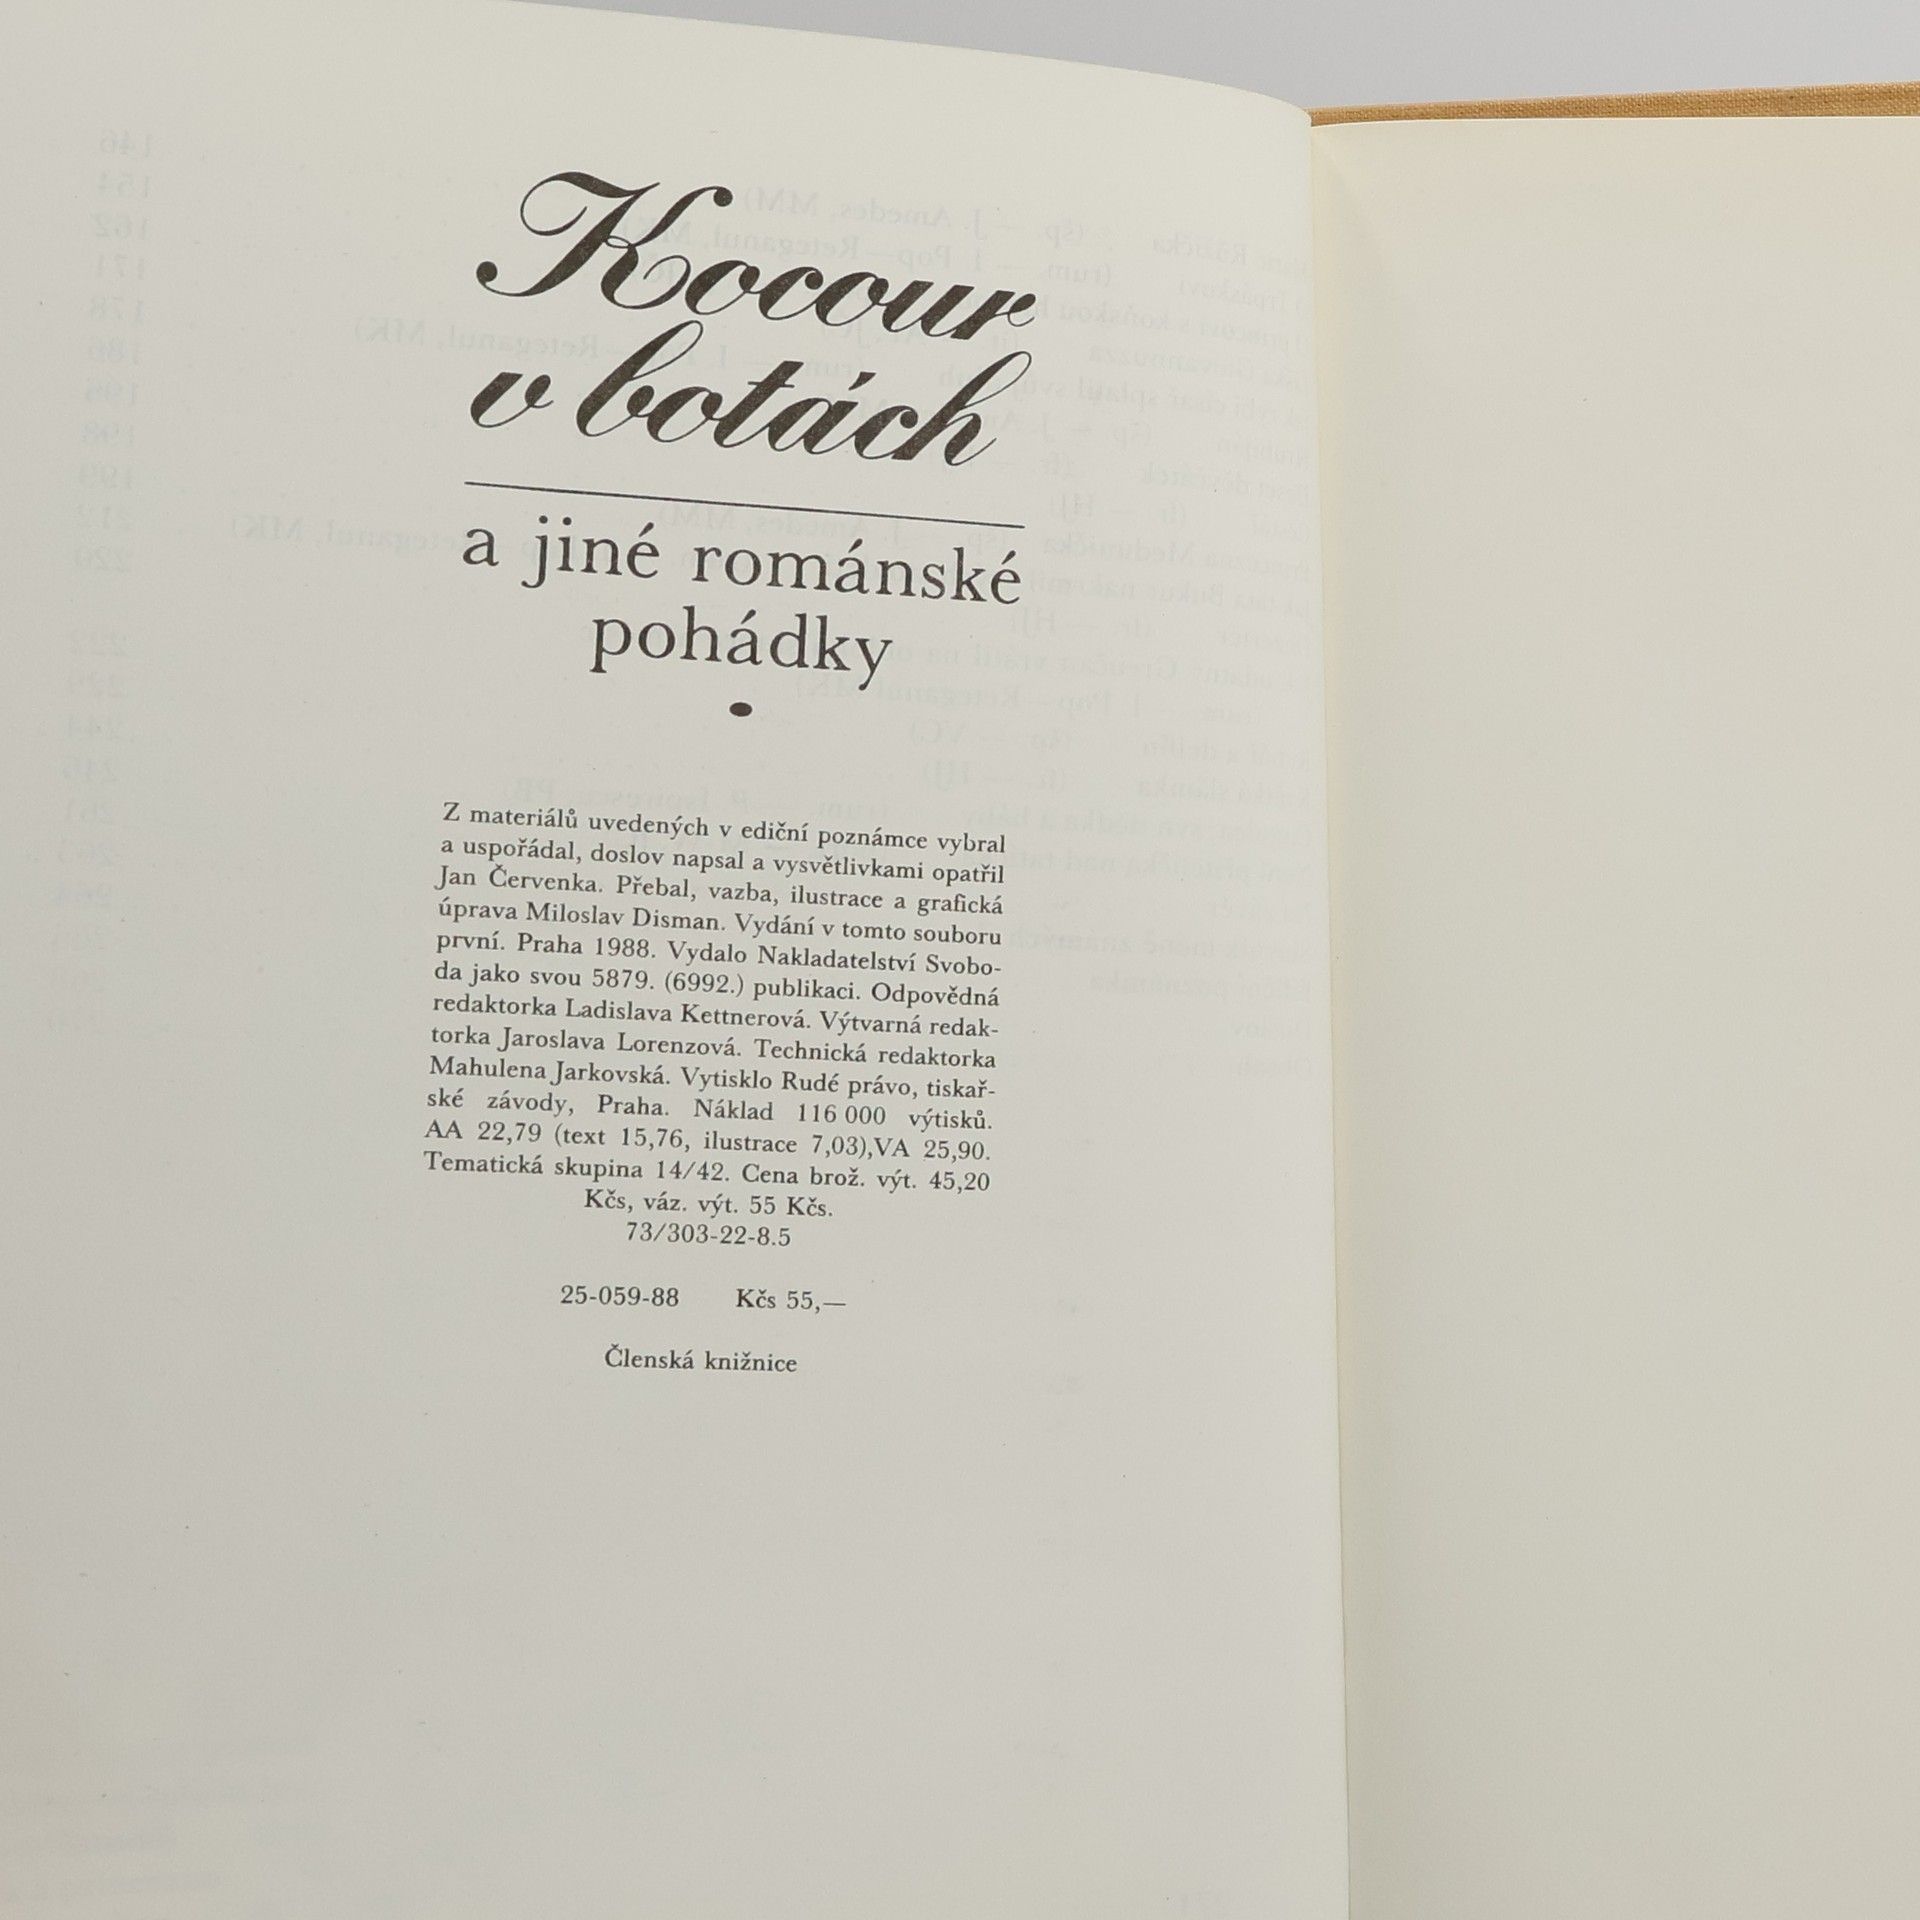 Kocour
v botách
a jiné románské
pohádky
•
Z materiálů uvedených v ediční poznámce vybral
a uspořádal, doslov napsal a vysvětlivkami opatřil
Jan Červenka. Přebal, vazba, ilustrace a grafická
úprava Miloslav Disman. Vydání v tomto souboru
první. Praha 1988. Vydalo Nakladatelství Svobo-
da jako svou 5879. (6992.) publikaci. Odpovědná
redaktorka Ladislava Kettnerová. Výtvarná redak-
torka Jaroslava Lorenzová. Technická redaktorka
Mahulena Jarkovská. Vytisklo Rudé právo, tiskař-
ské závody, Praha. Náklad 116 000 výtisků.
AA 22,79 (text 15,76, ilustrace 7,03),VA 25,90.
Tematická skupina 14/42. Cena brož. výt. 45,20
Kčs, váz. výt. 55 Kčs.
73/303-22-8.5
25-059-88 Kčs 55,—
Členská knižnice